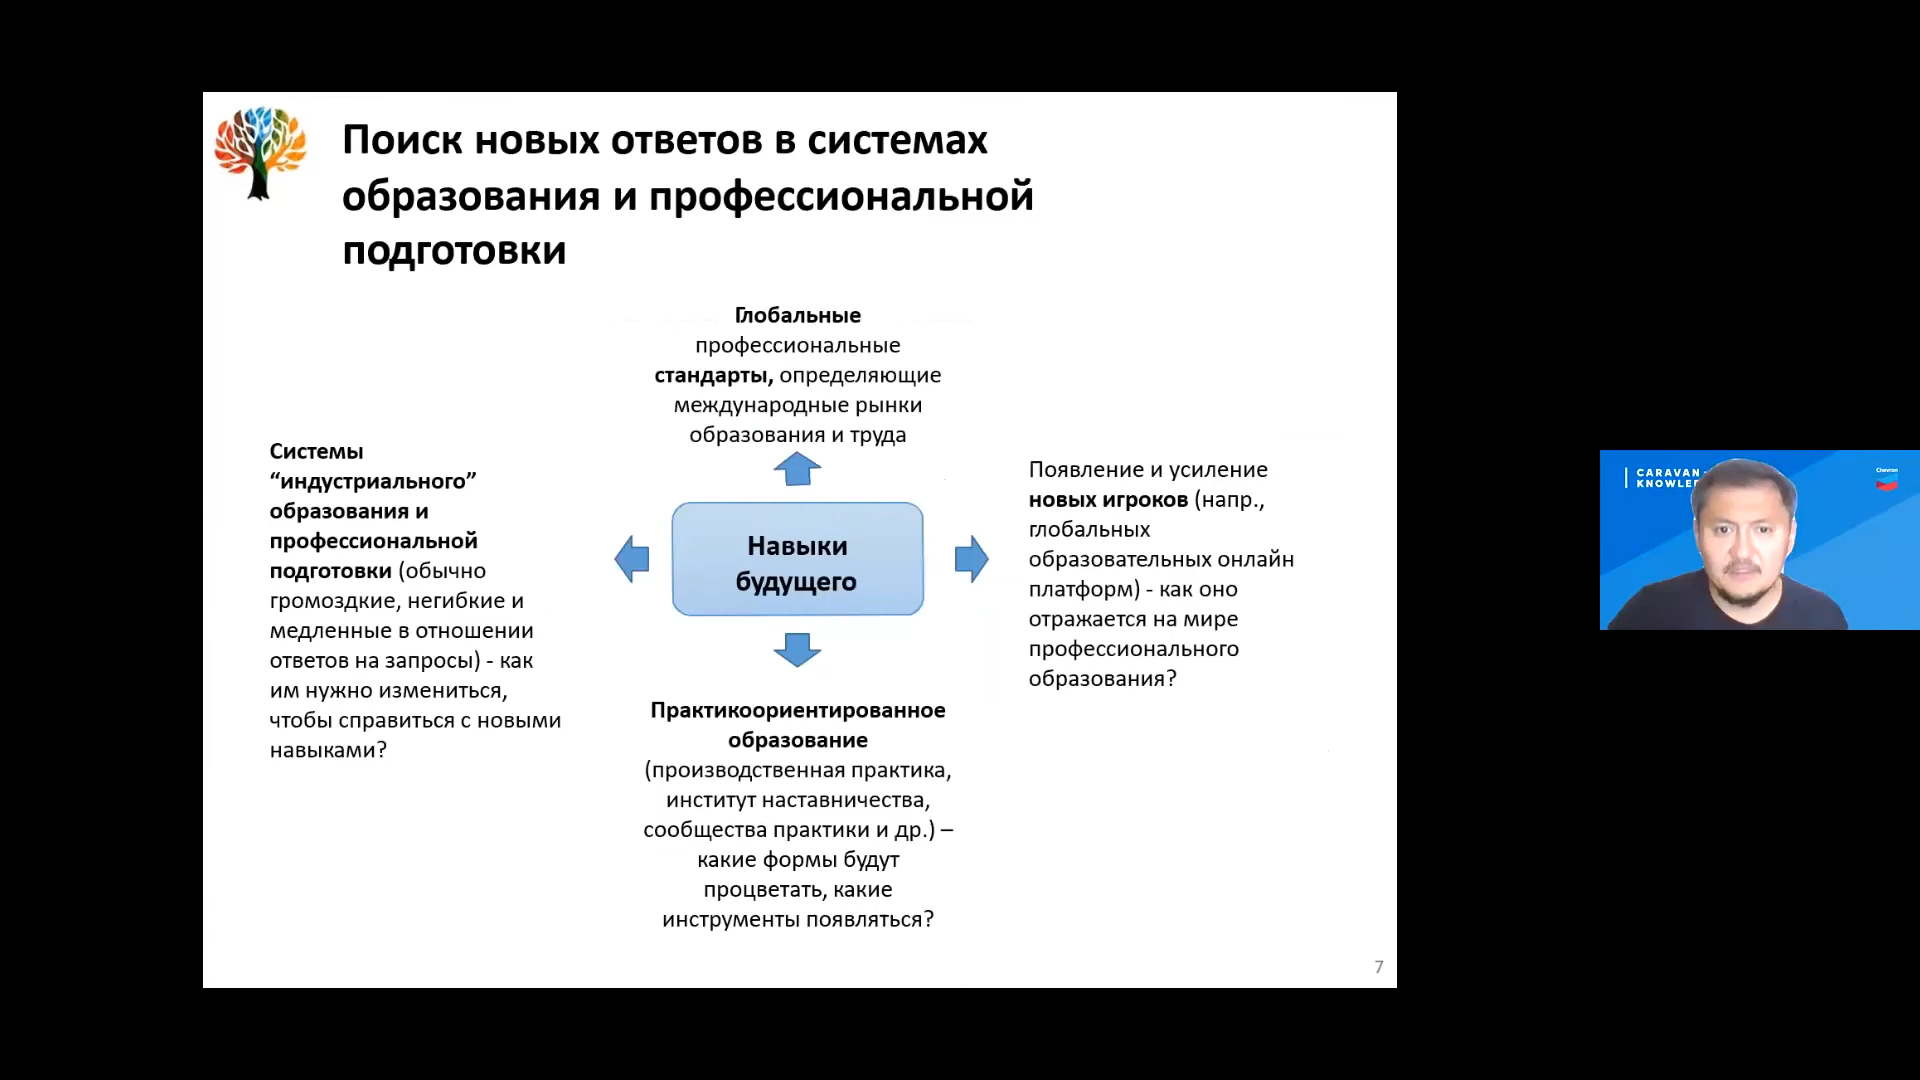 Поиск новых ответов в системах
образования и профессиональной
подготовки
Глобальные
профессиональные
стандарты, определяющие
международные рынки
образования и труда
Системы
“индустриального”
образования и
профессиональной
подготовки (обычно
громоздкие, негибкие и
медленные в отношении
ответов на запросы) - как
им нужно измениться,
чтобы справиться с новыми
навыками?
Навыки
будущего
Появление и усиление
новых игроков (напр.,
глобальных
образовательных онлайн
платформ) - как оно
отражается на мире
профессионального
образования?
Практикоориентированное
образование
(производственная практика,
институт наставничества,
сообщества практики и др.) –
какие формы будут
процветать, какие
инструменты появляться?
7
CARAVAN
Chevron